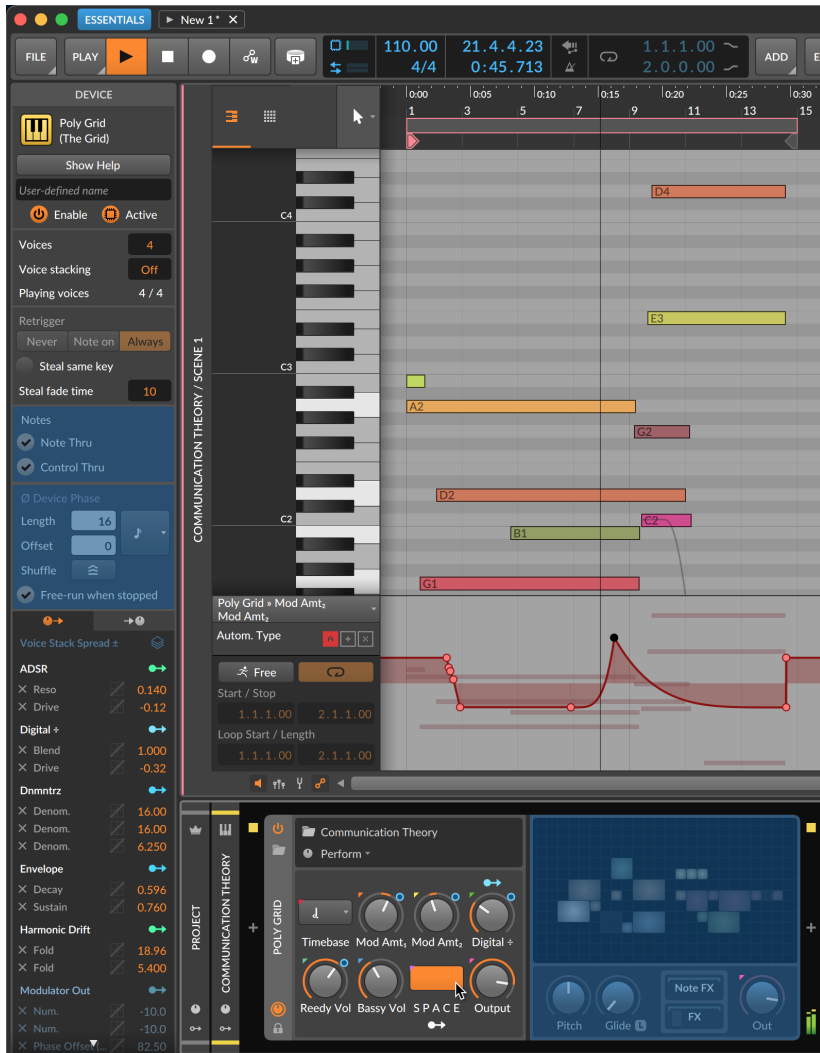 ESSENTIALS
New 1*
FILE
PLAY
110.00
4/4
21.4.4.23
0:45.713
1.1.1.00
2.0.0.00
ADD
E
DEVICE
Poly Grid
(The Grid)
Show Help
User-defined name
Enable
Active
Voices 4
Voice stacking Off
Playing voices 4 / 4
Retrigger
Never Note on Always
Steal same key
Steal fade time 10
Notes
Note Thru
Control Thru
Ø Device Phase
Length 16
Offset 0
Shuffle
Free-run when stopped
Voice Stack Spread ±
ADSR
Reso 0.140
Drive -0.12
Digital ÷
Blend 1.000
Drive -0.32
Dnmntrz
Denom. 16.00
Denom. 16.00
Denom. 6.250
Envelope
Decay 0.596
Sustain 0.760
Harmonic Drift
Fold 18.96
Fold 5.400
Modulator Out
Num. -10.0
Num. -10.0
Phase Offset (... 82.50
COMMUNICATION THEORY / SCENE 1
0:00 0:05 0:10 0:15 0:20 0:25 0:30
1 3 5 7 9 11 13 15
C4
C3
C2
D4
E3
A2
G2
D2
C2
B1
G1
Poly Grid » Mod Amt₂
Mod Amt₂
Autom. Type
Free
Start / Stop
1.1.1.00 2.1.1.00
Loop Start / Length
1.1.1.00 2.1.1.00
PROJECT
COMMUNICATION THEORY
POLY GRID
Communication Theory
Perform
Timebase Mod Amt₁ Mod Amt₂ Digital ÷
Reedy Vol Bassy Vol S P A C E Output
Pitch
Glide L
Note FX
FX
Out